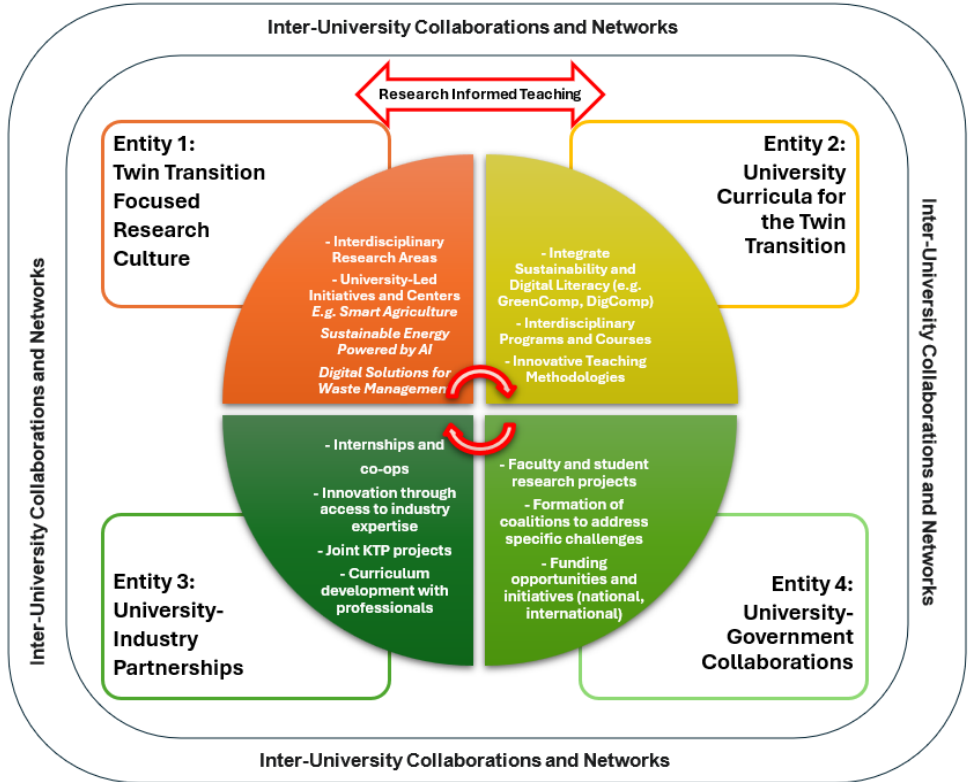 Inter-University Collaborations and Networks
Research Informed Teaching
Entity 1:
Twin Transition
Focused
Research
Culture
Entity 2:
University
Curricula for
the Twin
Transition
- Interdisciplinary
Research Areas
- University-Led
Initiatives and Centers
E.g. Smart Agriculture
Sustainable Energy
Powered by AI
Digital Solutions for
Waste Management
- Integrate
Sustainability and
Digital Literacy (e.g.
GreenComp, DigComp)
- Interdisciplinary
Programs and Courses
- Innovative Teaching
Methodologies
Inter-University Collaborations and Networks
Inter-University Collaborations and Networks
- Internships and
co-ops
- Innovation through
access to industry
expertise
- Joint KTP projects
- Curriculum
development with
professionals
- Faculty and student
research projects
- Formation of
coalitions to address
specific challenges
- Funding
opportunities and
initiatives (national,
international)
Entity 3:
University-
Industry
Partnerships
Entity 4:
University-
Government
Collaborations
Inter-University Collaborations and Networks